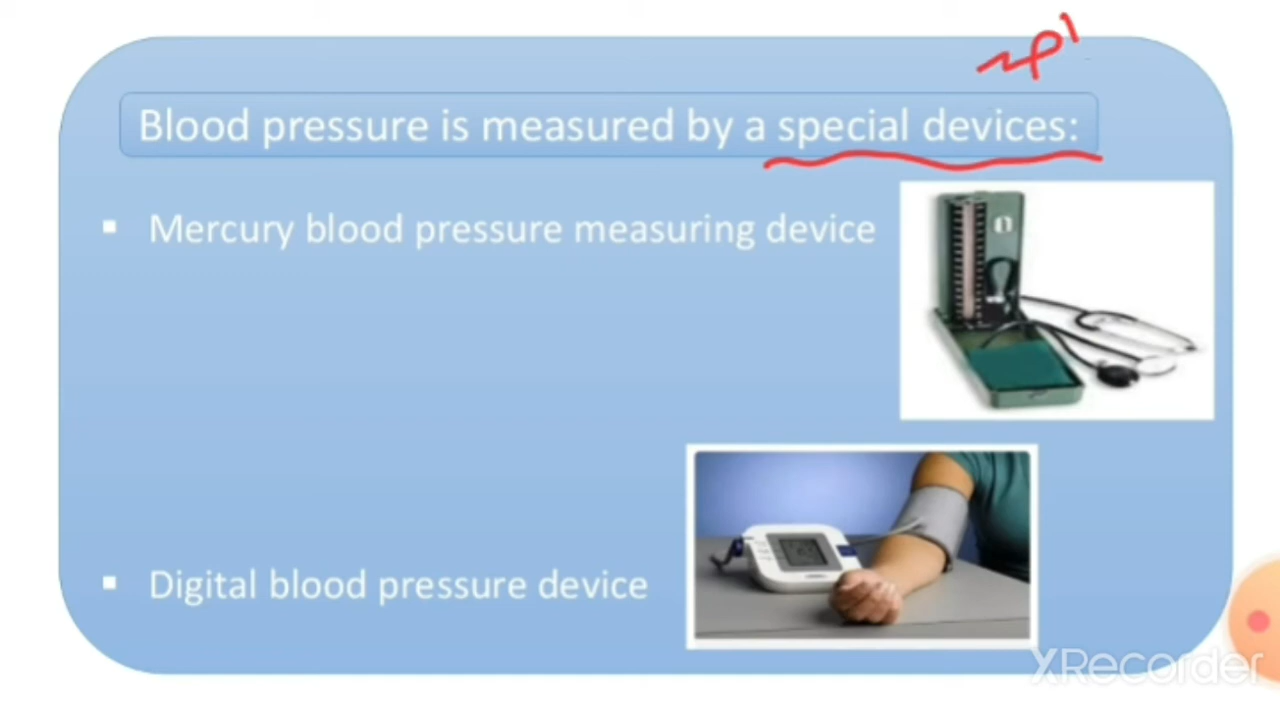 Blood pressure is measured by a special devices:
▪ Mercury blood pressure measuring device
▪ Digital blood pressure device
XRecorder